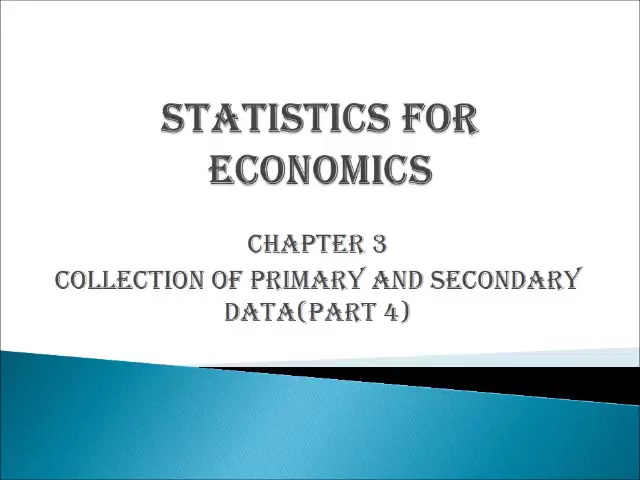 STATISTICS FOR
ECONOMICS
CHAPTER 3
COLLECTION OF PRIMARY AND SECONDARY
DATA(PART 4)